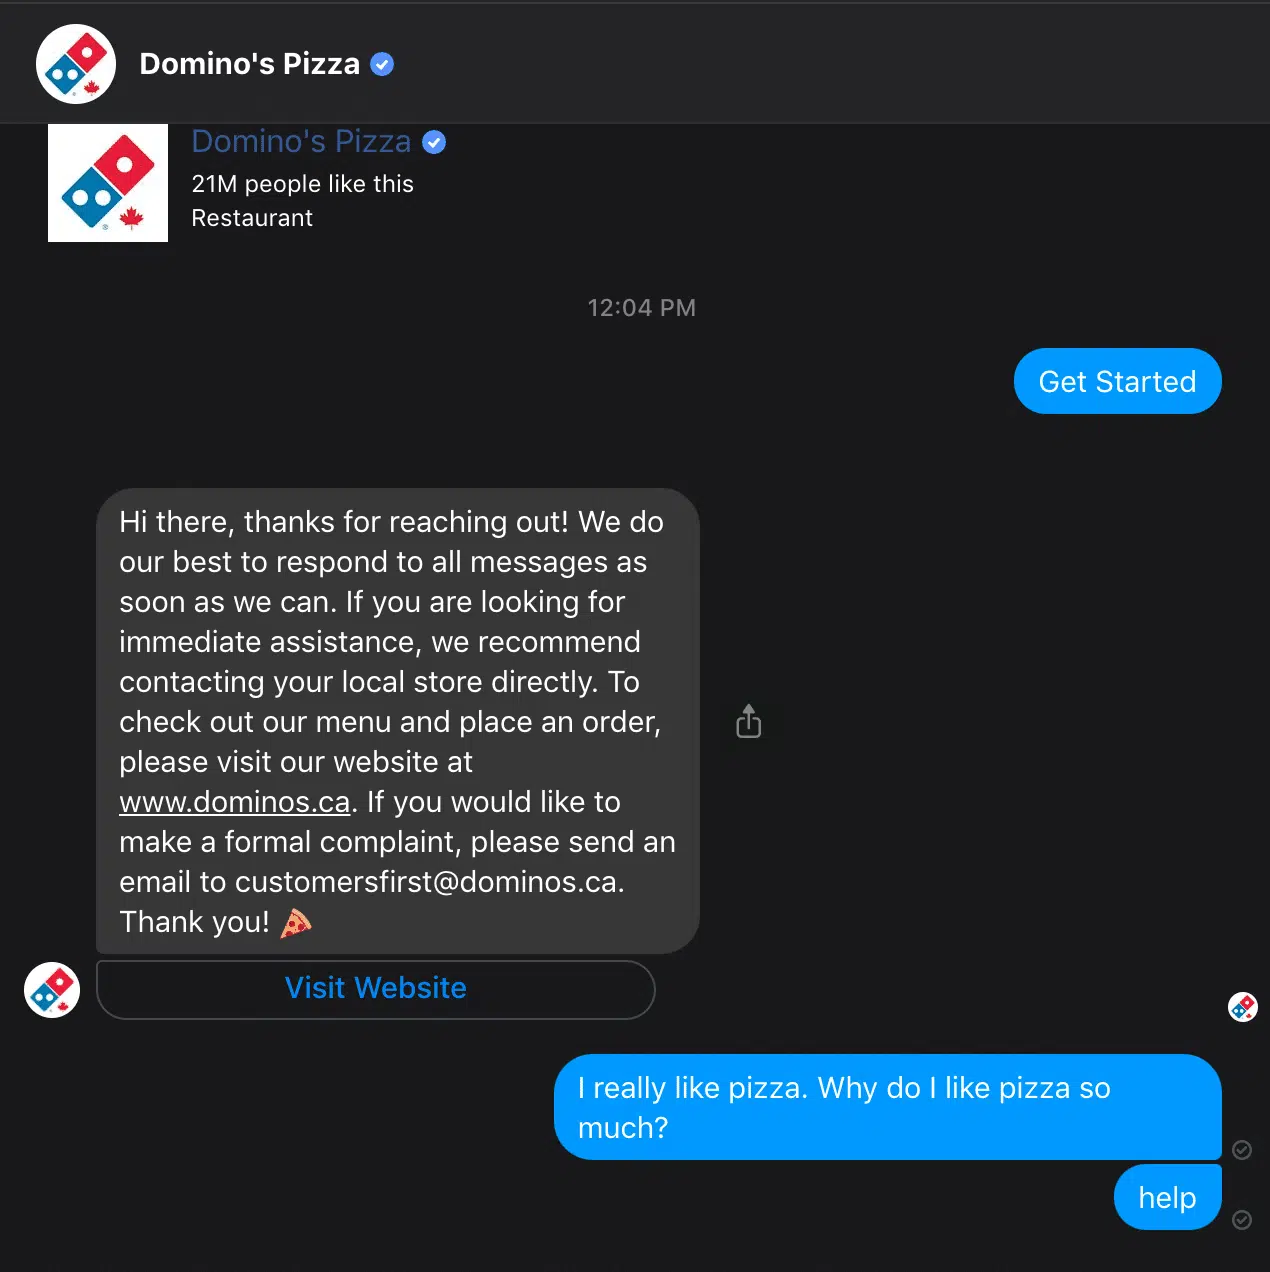 Domino's Pizza
Domino's Pizza
21M people like this
Restaurant
12:04 PM
Get Started
Hi there, thanks for reaching out! We do
our best to respond to all messages as
soon as we can. If you are looking for
immediate assistance, we recommend
contacting your local store directly. To
check out our menu and place an order,
please visit our website at
www.dominos.ca. If you would like to
make a formal complaint, please send an
email to customersfirst@dominos.ca.
Thank you! 🍕
Visit Website
I really like pizza. Why do I like pizza so
much?
help